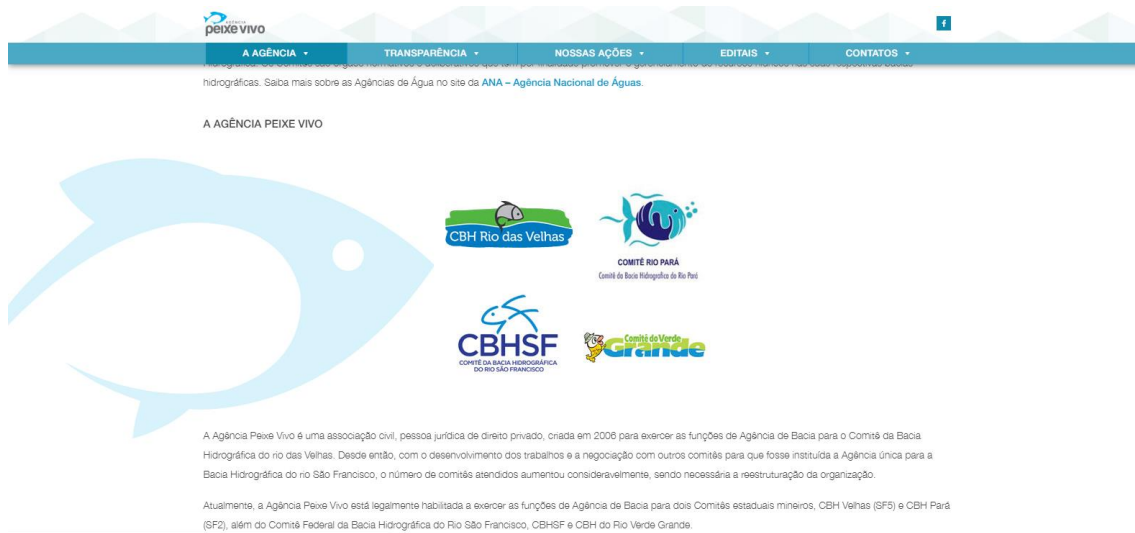 AGÊNCIA
peixe vivo
A AGÊNCIA
TRANSPARÊNCIA
NOSSAS AÇÕES
EDITAIS
CONTATOS
hidrográficas. Saiba mais sobre as Agências de Água no site da ANA – Agência Nacional de Águas.
A AGÊNCIA PEIXE VIVO
CBH Rio das Velhas
COMITÊ RIO PARÁ
Comitê da Bacia Hidrográfica do Rio Pará
CBHSF
COMITÊ DA BACIA HIDROGRÁFICA
DO RIO SÃO FRANCISCO
Comitê do Verde
Grande
A Agência Peixe Vivo é uma associação civil, pessoa jurídica de direito privado, criada em 2006 para exercer as funções de Agência de Bacia para o Comitê da Bacia
Hidrográfica do rio das Velhas. Desde então, com o desenvolvimento dos trabalhos e a negociação com outros comitês para que fosse instituída a Agência única para a
Bacia Hidrográfica do rio São Francisco, o número de comitês atendidos aumentou consideravelmente, sendo necessária a reestruturação da organização.
Atualmente, a Agência Peixe Vivo está legalmente habilitada a exercer as funções de Agência de Bacia para dois Comitês estaduais mineiros, CBH Velhas (SF5) e CBH Pará
(SF2), além do Comitê Federal da Bacia Hidrográfica do Rio São Francisco, CBHSF e CBH do Rio Verde Grande.